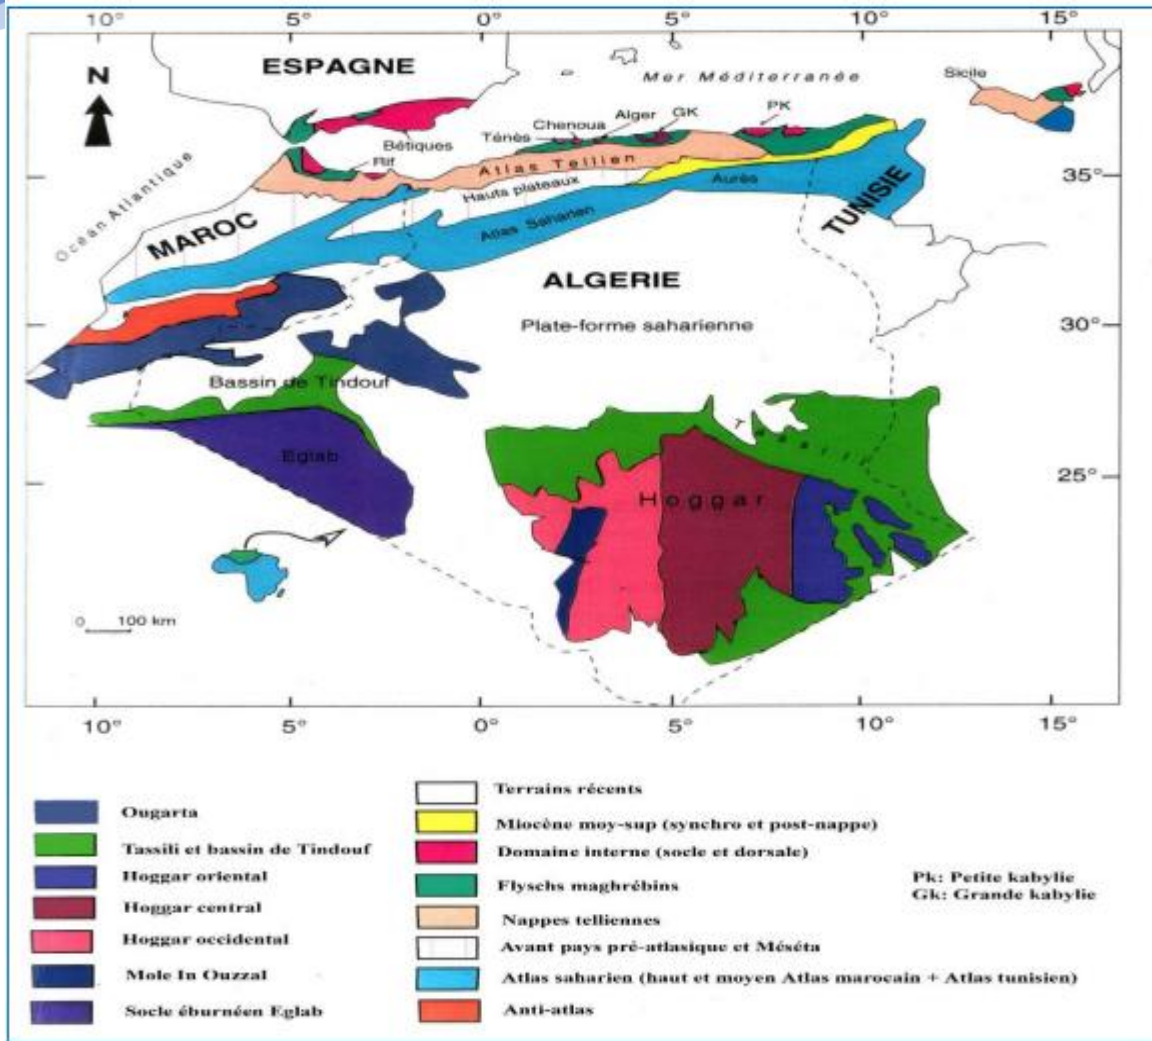 10° 5° 0° 5° 10° 15°
N
ESPAGNE
Mer Méditerranée
Sicile
Alger
GK
PK
Chenoua
Ténès
Bétiques
Rif
Atlas Tellien
Océan Atlantique
Hauts plateaux
Aurès
35°
MAROC
Atlas Saharien
TUNISIE
ALGERIE
Plate-forme saharienne
30°
Bassin de Tindouf
Tassili
Eglab
Hoggar
25°
0 100 km
10° 5° 0° 5° 10° 15°
Ougarta
Tassili et bassin de Tindouf
Hoggar oriental
Hoggar central
Hoggar occidental
Mole In Ouzzal
Socle éburnéen Eglab
Terrains récents
Miocène moy-sup (synchro et post-nappe)
Domaine interne (socle et dorsale)
Flyschs maghrébins
Nappes telliennes
Avant pays pré-atlasique et Méséta
Atlas saharien (haut et moyen Atlas marocain + Atlas tunisien)
Anti-atlas
Pk: Petite kabylie
Gk: Grande kabylie